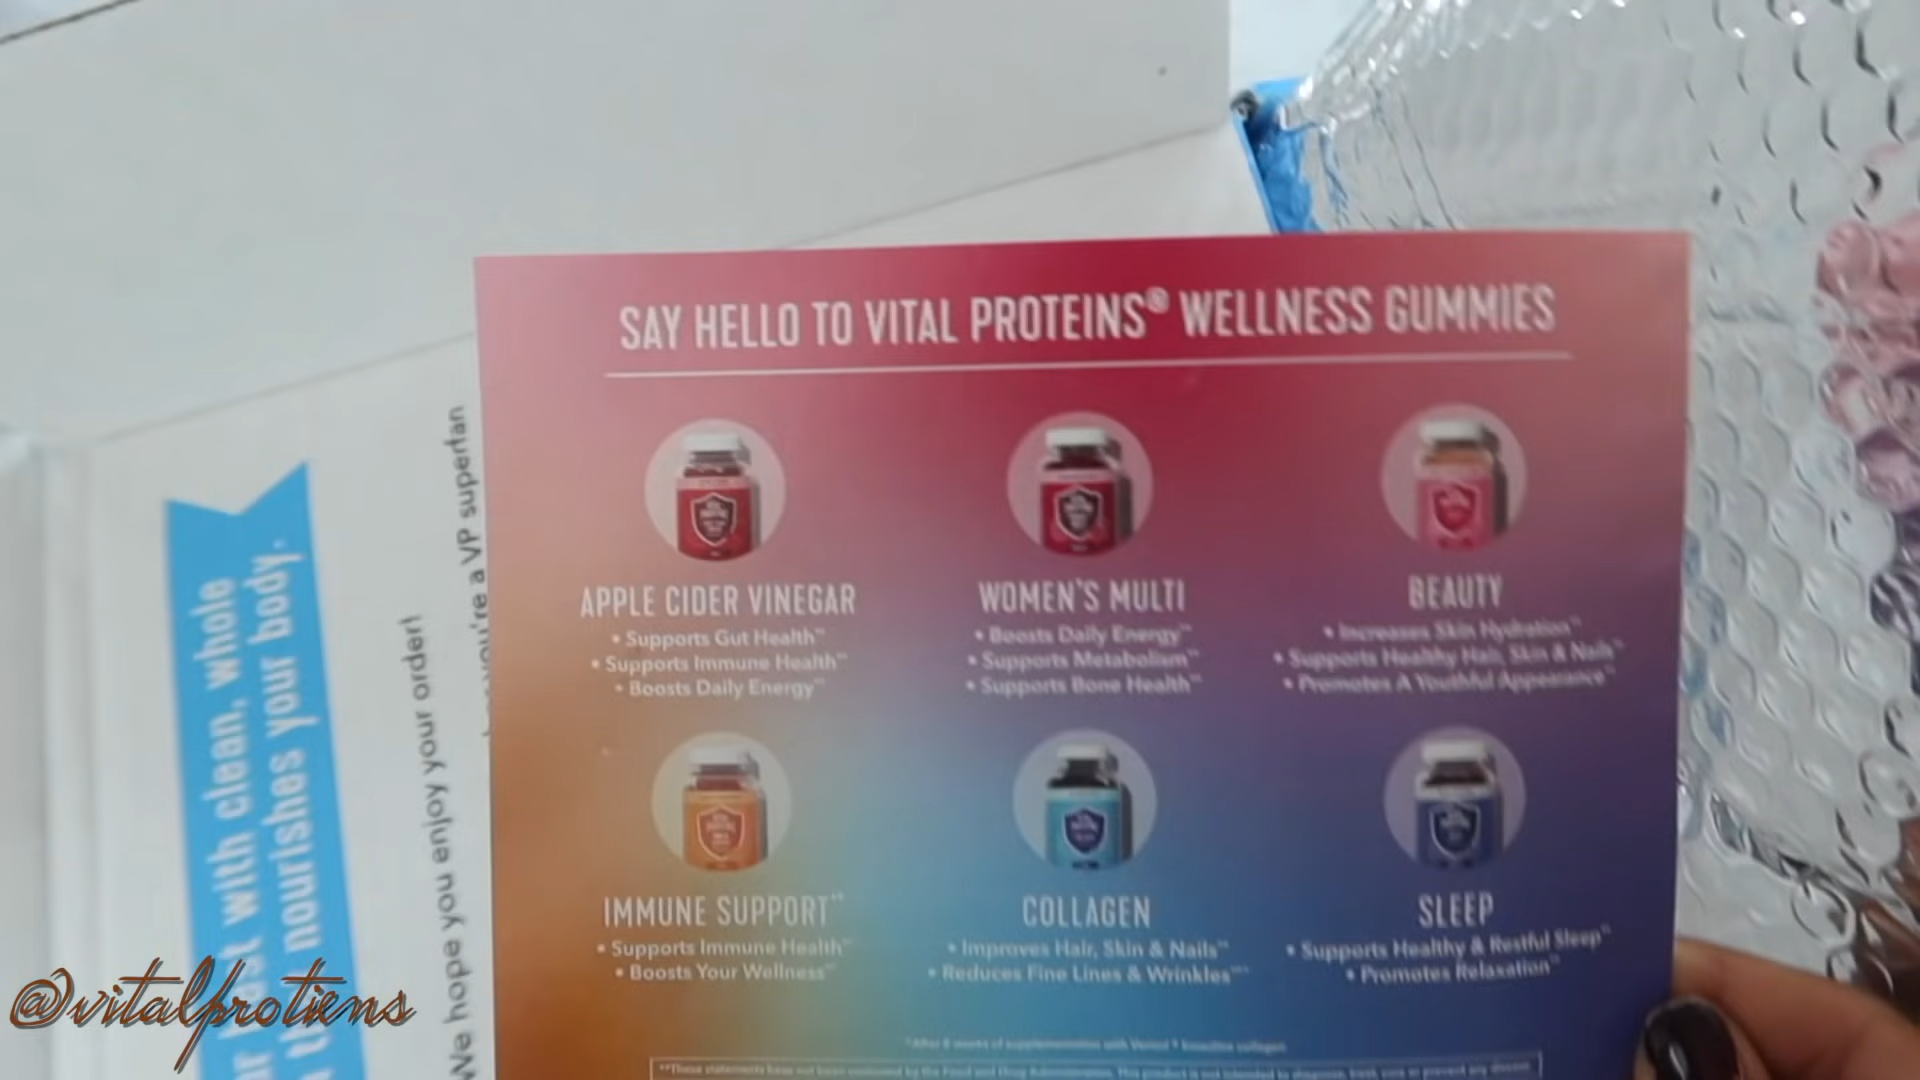 SAY HELLO TO VITAL PROTEINS® WELLNESS GUMMIES
APPLE CIDER VINEGAR
• Supports Gut Health**
• Supports Immune Health**
• Boosts Daily Energy**
WOMEN'S MULTI
• Boosts Daily Energy**
• Supports Metabolism**
• Supports Bone Health**
BEAUTY
• Increases Skin Hydration**
• Supports Healthy Hair, Skin & Nails**
• Promotes A Youthful Appearance**
IMMUNE SUPPORT**
• Supports Immune Health**
• Boosts Your Wellness**
COLLAGEN
• Improves Hair, Skin & Nails**
• Reduces Fine Lines & Wrinkles
SLEEP
• Supports Healthy & Restful Sleep**
• Promotes Relaxation**
with clean, whole
nourishes your body.
We hope you enjoy your order!
you're a VP superfan
@vitalprotiens